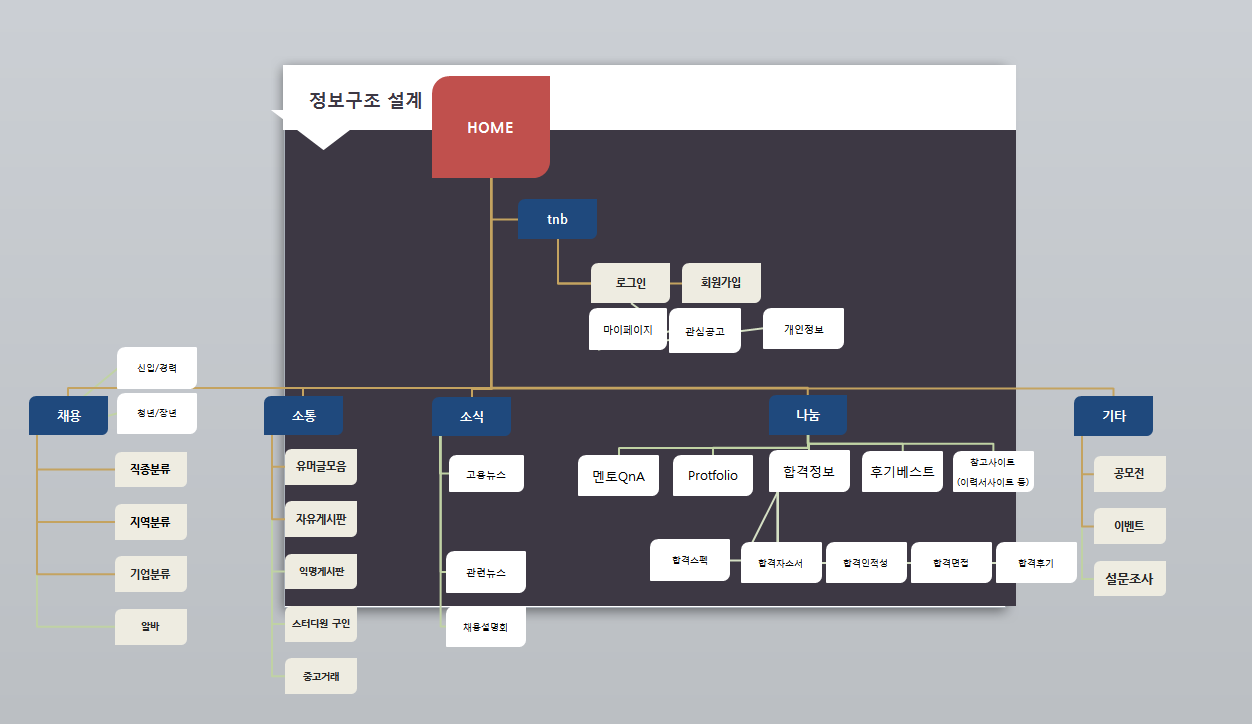 정보구조 설계
HOME
tnb
로그인
회원가입
마이페이지
관심공고
개인정보
신입/경력
청년/장년
채용
소통
소식
나눔
기타
직종분류
지역분류
기업분류
알바
유머글모음
자유게시판
익명게시판
스터디원 구인
중고거래
고용뉴스
관련뉴스
채용설명회
멘토QnA
Protfolio
합격정보
후기베스트
참고사이트
(이력서사이트 등)
합격스펙
합격자소서
합격인적성
합격면접
합격후기
공모전
이벤트
설문조사